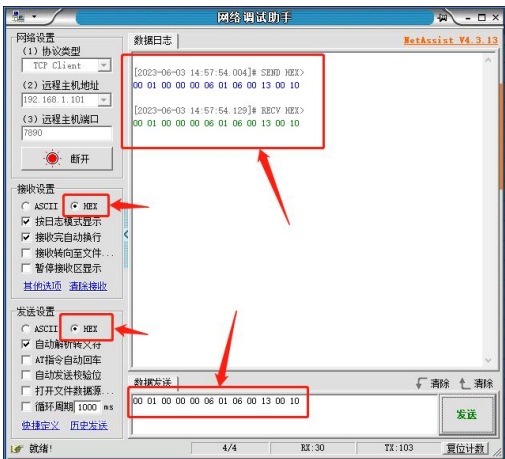 网络调试助手
网络设置
(1) 协议类型
TCP Client
(2) 远程主机地址
192.168.1.101
(3) 远程主机端口
7890
断开
接收设置
ASCII HEX
按日志模式显示
接收完自动换行
接收转向至文件...
暂停接收区显示
其他选项 清除接收
发送设置
ASCII HEX
自动解析转义符
AT指令自动回车
自动发送校验位
打开文件数据源...
循环周期 1000 ms
快捷定义 历史发送
数据日志
NetAssist V4.3.13
[2023-06-03 14:57:54.004]# SEND HEX>
00 01 00 00 00 06 01 06 00 13 00 10
[2023-06-03 14:57:54.129]# RECV HEX>
00 01 00 00 00 06 01 06 00 13 00 10
数据发送
清除 清除
00 01 00 00 00 06 01 06 00 13 00 10
发送
就绪!
4/4
RX:30
TX:103
复位计数